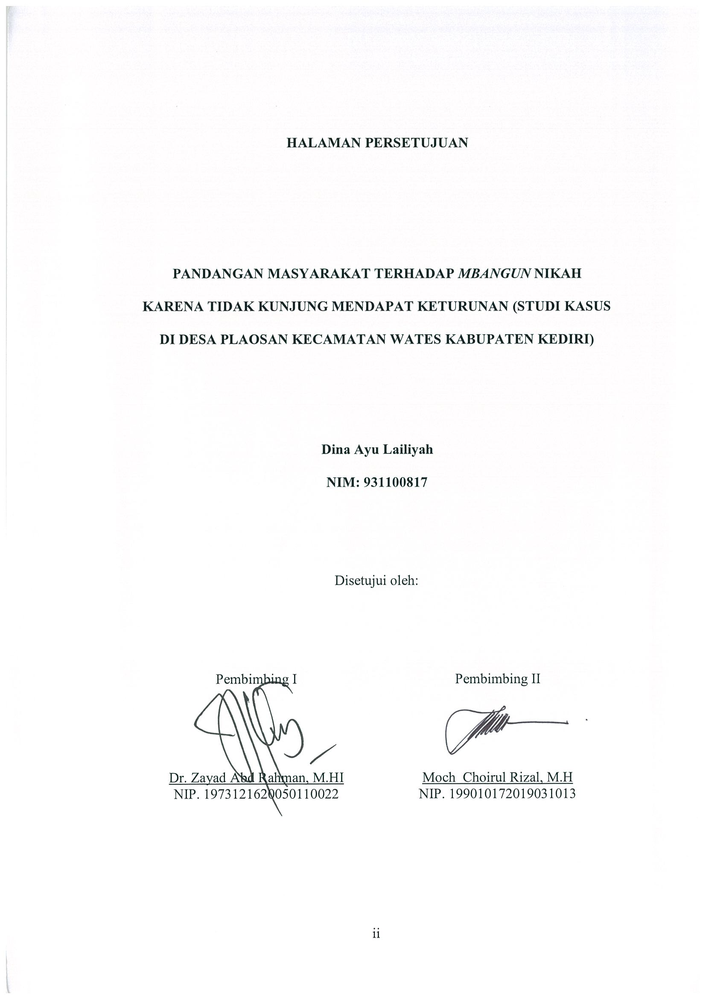 HALAMAN PERSETUJUAN
PANDANGAN MASYARAKAT TERHADAP MBANGUN NIKAH
KARENA TIDAK KUNJUNG MENDAPAT KETURUNAN (STUDI KASUS
DI DESA PLAOSAN KECAMATAN WATES KABUPATEN KEDIRI)
Dina Ayu Lailiyah
NIM: 931100817
Disetujui oleh:
Pembimbing I
Dr. Zayad Abd Rahman, M.HI
NIP. 1973121620050110022
Pembimbing II
Moch  Choirul Rizal, M.H
NIP. 199010172019031013
ii